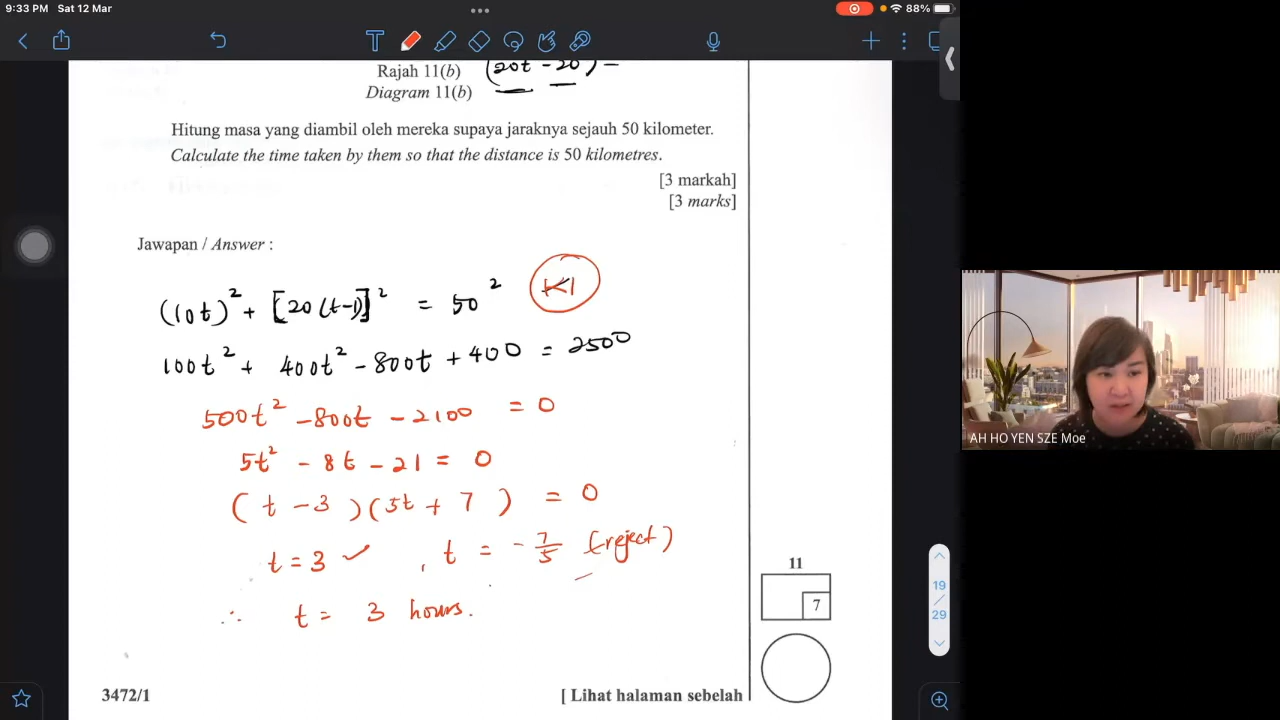 9:33 PM Sat 12 Mar
88%
(20t - 20)
Rajah 11(b)
Diagram 11(b)
Hitung masa yang diambil oleh mereka supaya jaraknya sejauh 50 kilometer.
Calculate the time taken by them so that the distance is 50 kilometres.
[3 markah]
[3 marks]
Jawapan / Answer :
(10t)² + [20(t-1)]² = 50² K1
100t² + 400t² - 800t + 400 = 2500
500t² - 800t - 2100 = 0
5t² - 8t - 21 = 0
(t - 3)(5t + 7) = 0
t = 3 ✓, t = -7/5 (reject)
∴ t = 3 hours.
11
7
3472/1
[ Lihat halaman sebelah
19
/
29
AH HO YEN SZE Moe